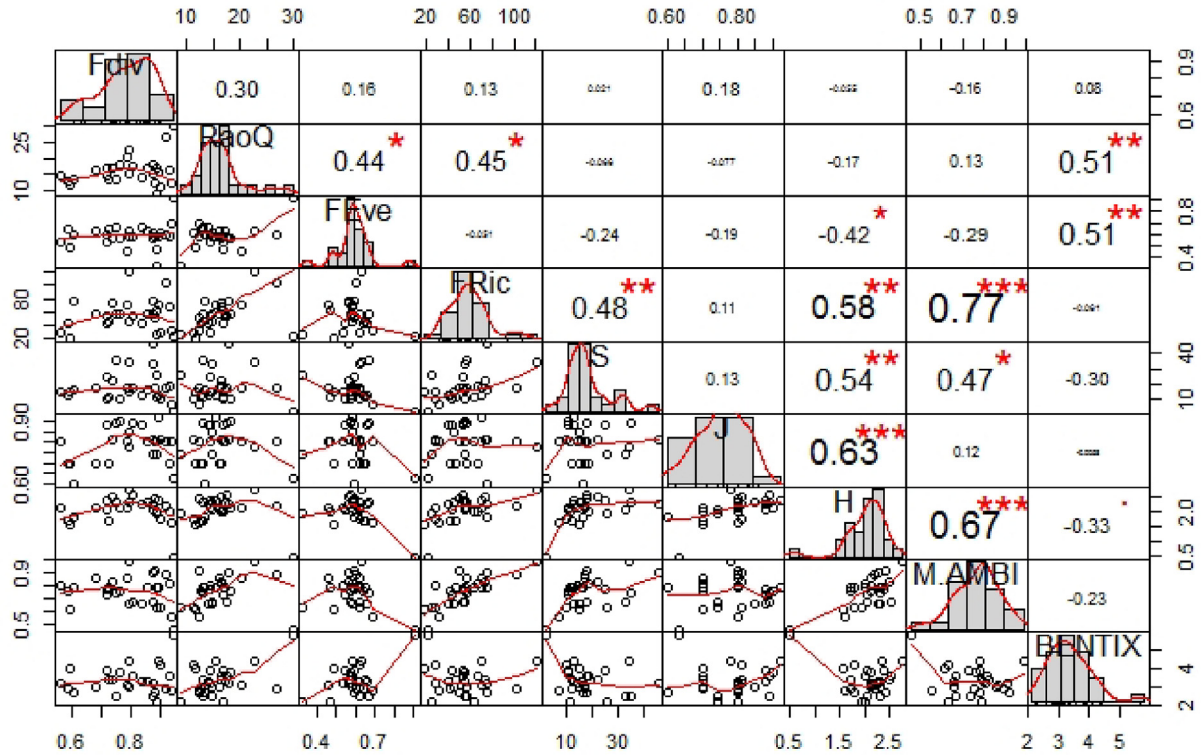 10 20 30 20 60 100 0.60 0.80 0.5 0.7 0.9
Fdiv 0.30 0.16 0.13 0.18 -0.16 0.08 0.6 0.9
10 25 RaoQ 0.44 * 0.45 * -0.077 -0.17 0.13 0.51 **
FEve -0.24 -0.19 -0.42 * -0.29 0.51 ** 0.4 0.8
20 80 FRic 0.48 ** 0.11 0.58 ** 0.77 ***
S 0.13 0.54 ** 0.47 * -0.30 10 40
0.60 0.90 J 0.63 *** 0.12
H 0.67 *** -0.33 . 0.5 2.0
0.5 0.9 M.AMBI -0.23
BENTIX 2 4
0.6 0.8 0.4 0.7 10 30 0.5 1.5 2.5 2 3 4 5